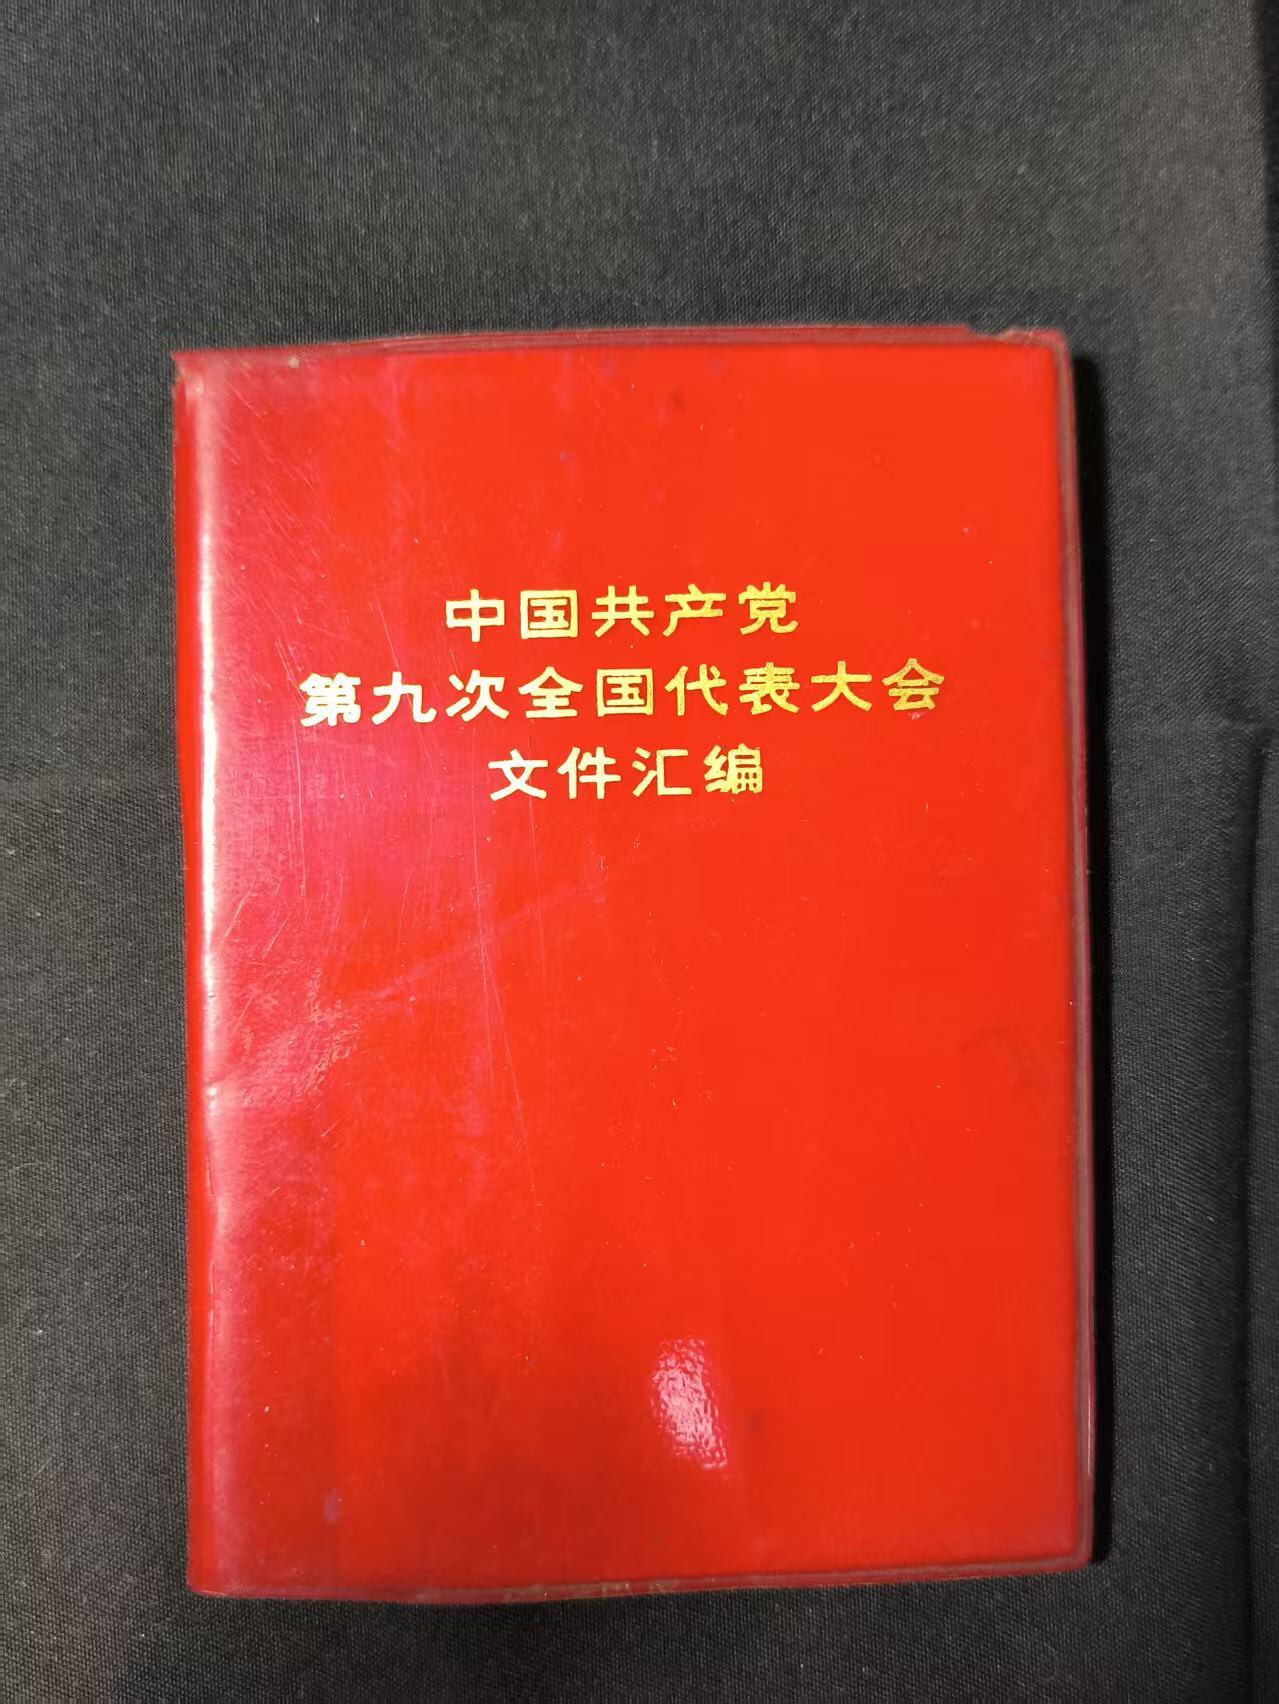 中国共产党
第九次全国代表大会
文件汇编